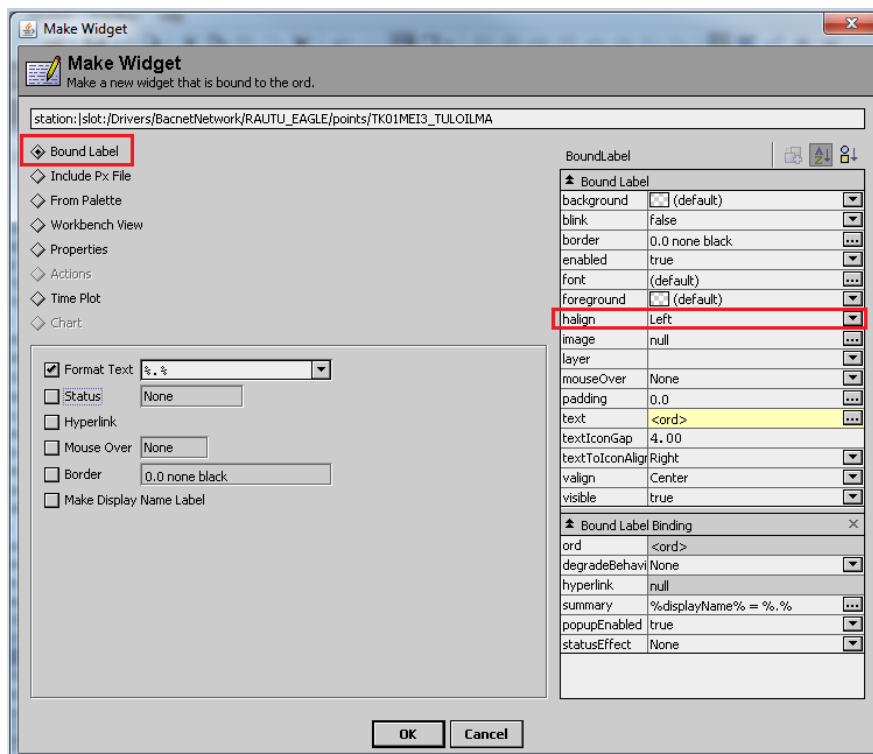 Make Widget
Make Widget
Make a new widget that is bound to the ord.
station:|slot:/Drivers/BacnetNetwork/RAUTU_EAGLE/points/TK01MEI3_TULOILMA
Bound Label
Include Px File
From Palette
Workbench View
Properties
Actions
Time Plot
Chart
Format Text %.%
Status None
Hyperlink
Mouse Over None
Border 0.0 none black
Make Display Name Label
BoundLabel
Bound Label
background (default)
blink false
border 0.0 none black
enabled true
font (default)
foreground (default)
halign Left
image null
layer
mouseOver None
padding 0.0
text <ord>
textIconGap 4.00
textToIconAlign Right
valign Center
visible true
Bound Label Binding
ord <ord>
degradeBehavi None
hyperlink null
summary %displayName% = %.%
popupEnabled true
statusEffect None
OK Cancel